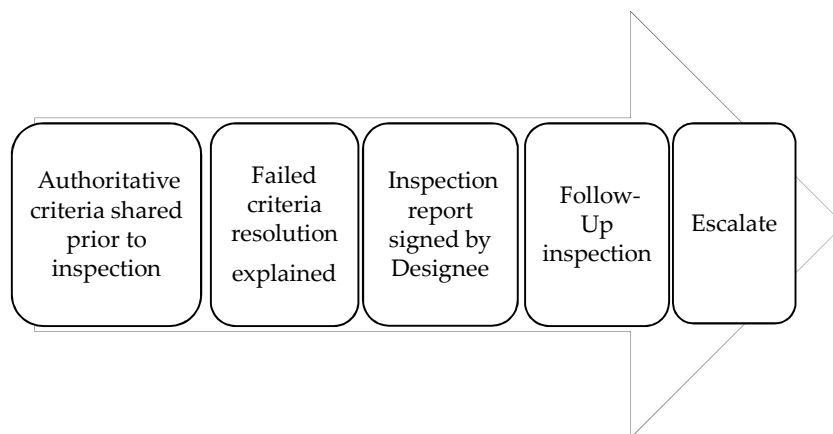 Authoritative
criteria shared
prior to
inspection
Failed
criteria
resolution
explained
Inspection
report
signed by
Designee
Follow-
Up
inspection
Escalate